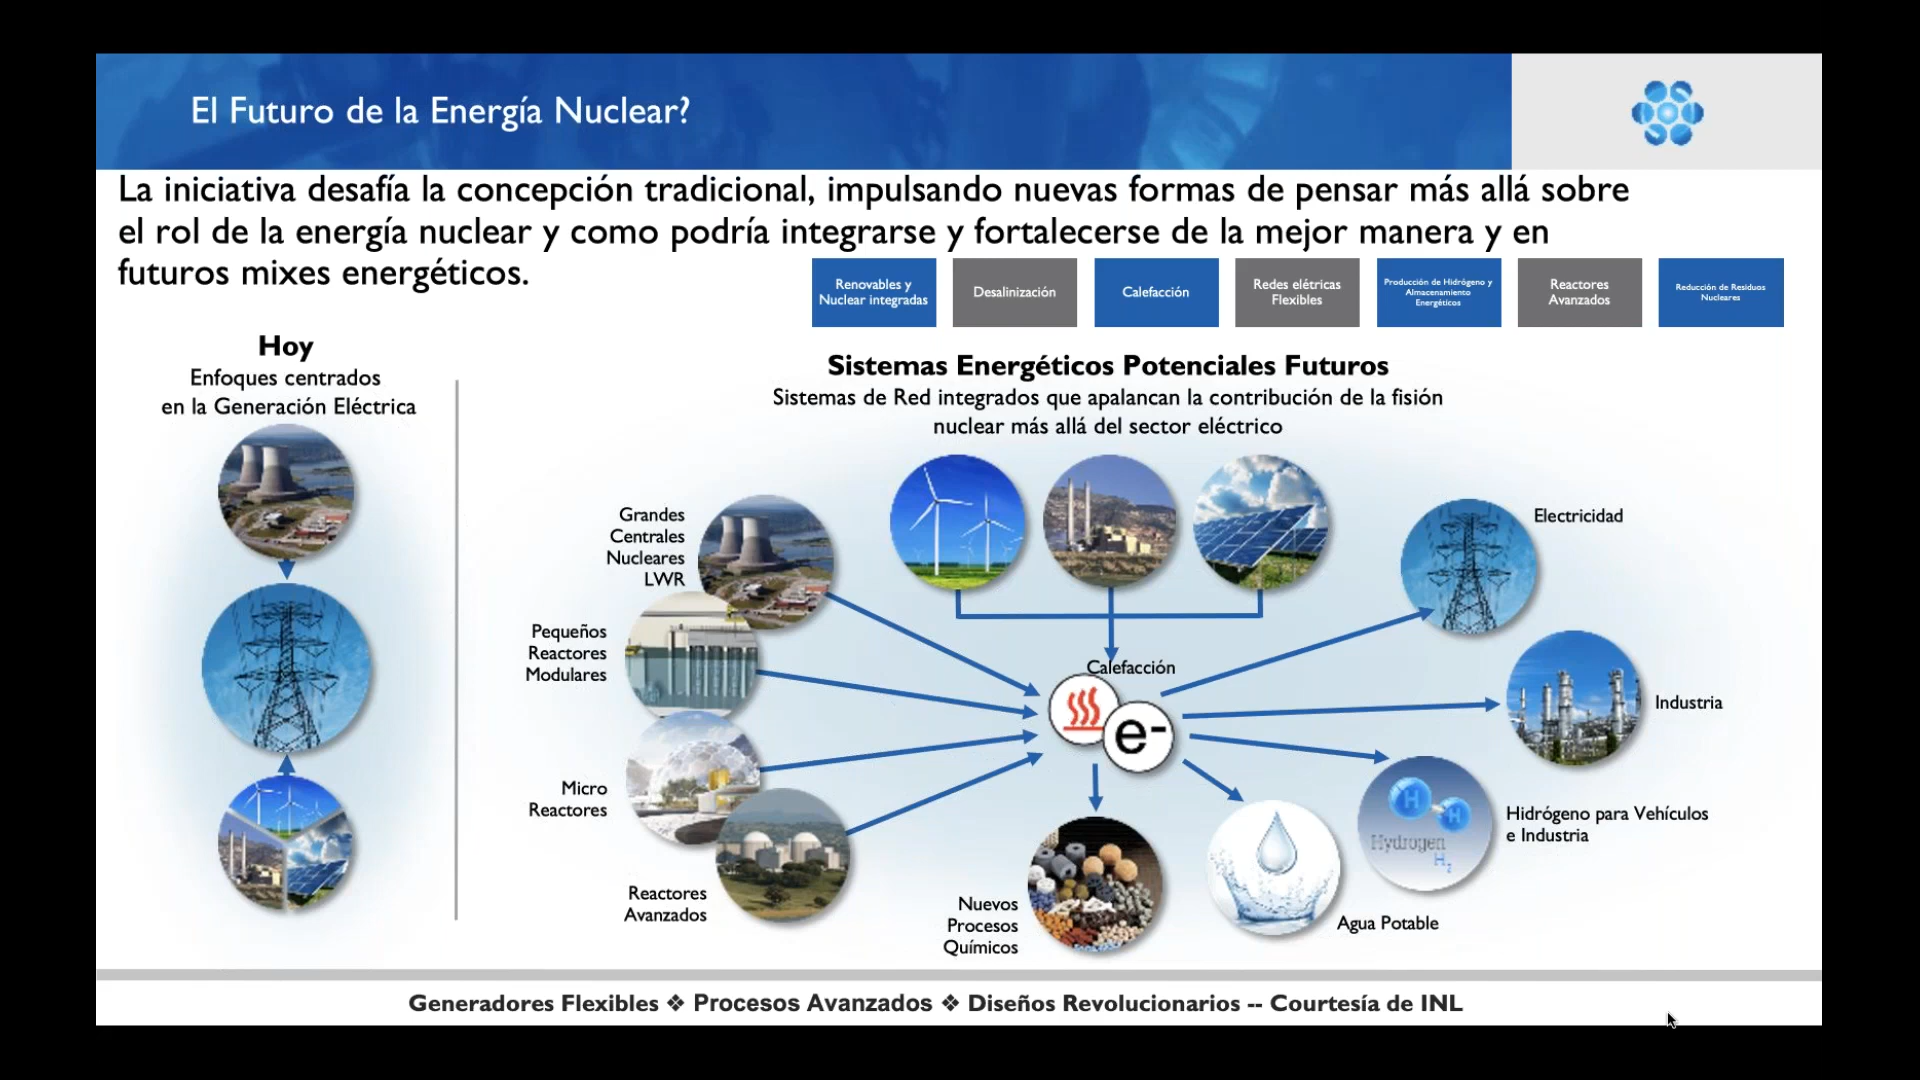 El Futuro de la Energía Nuclear?
La iniciativa desafía la concepción tradicional, impulsando nuevas formas de pensar más allá sobre
el rol de la energía nuclear y como podría integrarse y fortalecerse de la mejor manera y en
futuros mixes energéticos.
Renovables y
Nuclear integradas
Desalinización
Calefacción
Redes elétricas
Flexibles
Producción de Hidrógeno y
Almacenamiento
Energéticos
Reactores
Avanzados
Reducción de Residuos
Nucleares
Hoy
Enfoques centrados
en la Generación Eléctrica
Sistemas Energéticos Potenciales Futuros
Sistemas de Red integrados que apalancan la contribución de la fisión
nuclear más allá del sector eléctrico
Grandes
Centrales
Nucleares
LWR
Pequeños
Reactores
Modulares
Micro
Reactores
Reactores
Avanzados
Calefacción
e-
Electricidad
Industria
H H
Hydrogen
H2
Hidrógeno para Vehículos
e Industria
Agua Potable
Nuevos
Procesos
Químicos
Generadores Flexibles ❖ Procesos Avanzados ❖ Diseños Revolucionarios -- Courtesía de INL